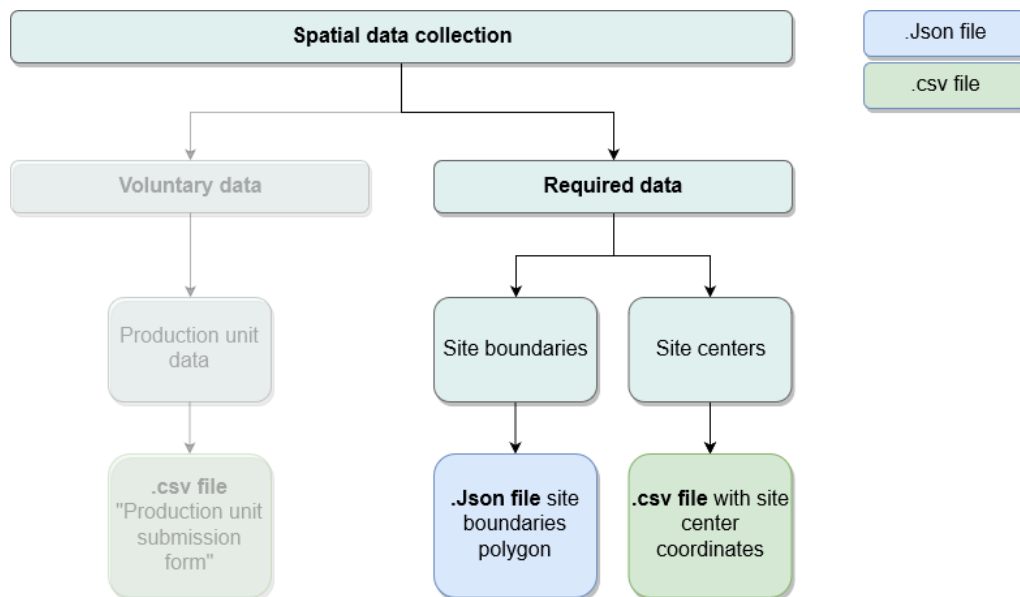 Spatial data collection
.Json file
.csv file
Voluntary data
Required data
Production unit
data
Site boundaries
Site centers
.csv file
"Production unit
submission
form"
.Json file site
boundaries
polygon
.csv file with site
center
coordinates